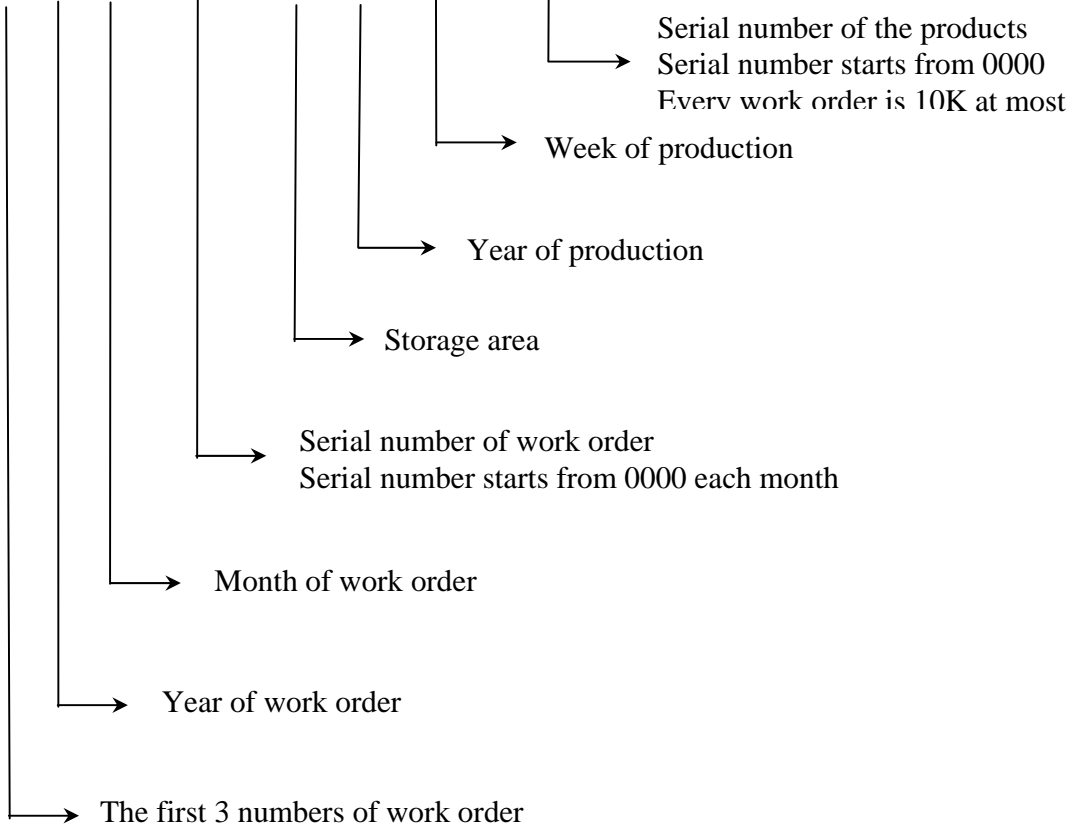 Serial number of the products
Serial number starts from 0000
Every work order is 10K at most
Week of production
Year of production
Storage area
Serial number of work order
Serial number starts from 0000 each month
Month of work order
Year of work order
The first 3 numbers of work order